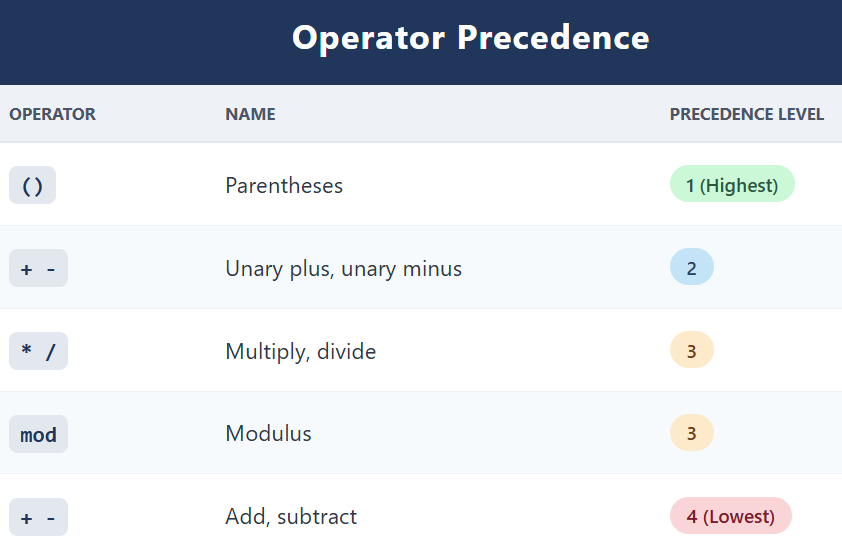 Operator Precedence
OPERATOR NAME PRECEDENCE LEVEL
() Parentheses 1 (Highest)
+ - Unary plus, unary minus 2
* / Multiply, divide 3
mod Modulus 3
+ - Add, subtract 4 (Lowest)